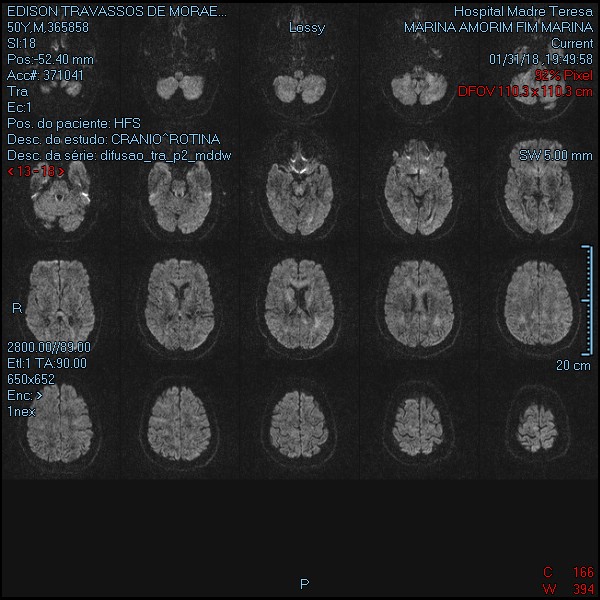 EDISON TRAVASSOS DE MORAE...
50Y,M,365858
Sl:18
Pos:-52.40 mm
Acc#: 371041
Tra
Ec:1
Pos. do paciente: HFS
Desc. do estudo: CRANIO^ROTINA
Desc. da série: difusao_tra_p2_mddw
< 13-18 >
Lossy
Hospital Madre Teresa
MARINA AMORIM FIM MARINA
Current
01/31/18 ,19:49:58
92% Pixel
DFOV 110.3 x 110.3 cm
SW 5.00 mm
R
2800.00//89.00
Etl:1 TA:90.00
650x652
Enc: >
1nex
20 cm
P
C 166
W 394